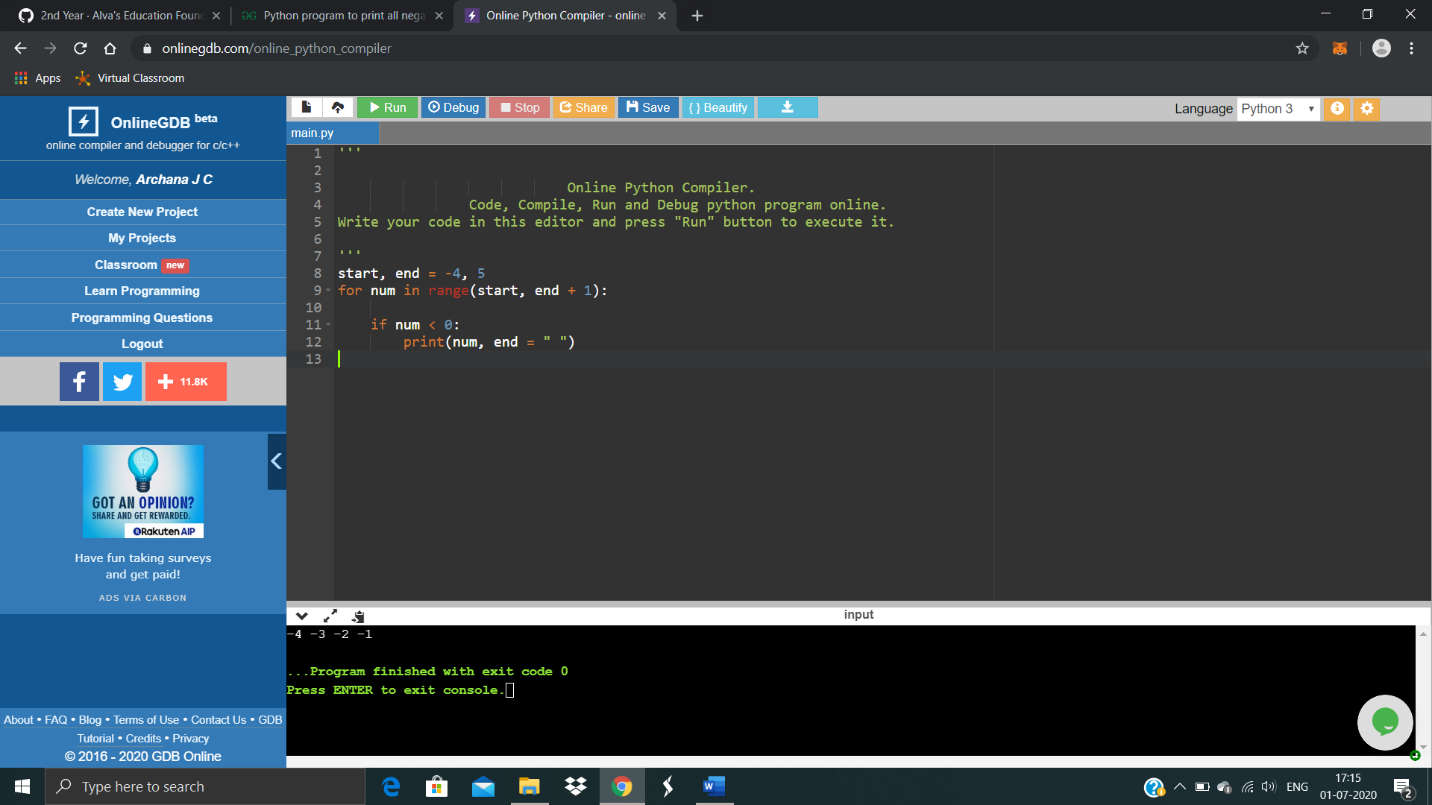 2nd Year · Alva's Education Foun
Python program to print all nega
Online Python Compiler - online
onlinegdb.com/online_python_compiler
Apps
Virtual Classroom
OnlineGDB beta
online compiler and debugger for c/c++
Welcome, Archana J C
Create New Project
My Projects
Classroom new
Learn Programming
Programming Questions
Logout
11.8K
GOT AN OPINION?
SHARE AND GET REWARDED.
Rakuten AIP
Have fun taking surveys
and get paid!
ADS VIA CARBON
About • FAQ • Blog • Terms of Use • Contact Us • GDB
Tutorial • Credits • Privacy
© 2016 - 2020 GDB Online
Run Debug Stop Share Save { } Beautify
Language Python 3
main.py
1 '''
2
3 Online Python Compiler.
4 Code, Compile, Run and Debug python program online.
5 Write your code in this editor and press "Run" button to execute it.
6
7 '''
8 start, end = -4, 5
9 for num in range(start, end + 1):
10
11 if num < 0:
12 print(num, end = " ")
13
input
-4 -3 -2 -1
...Program finished with exit code 0
Press ENTER to exit console.
Type here to search
ENG
17:15
01-07-2020
2